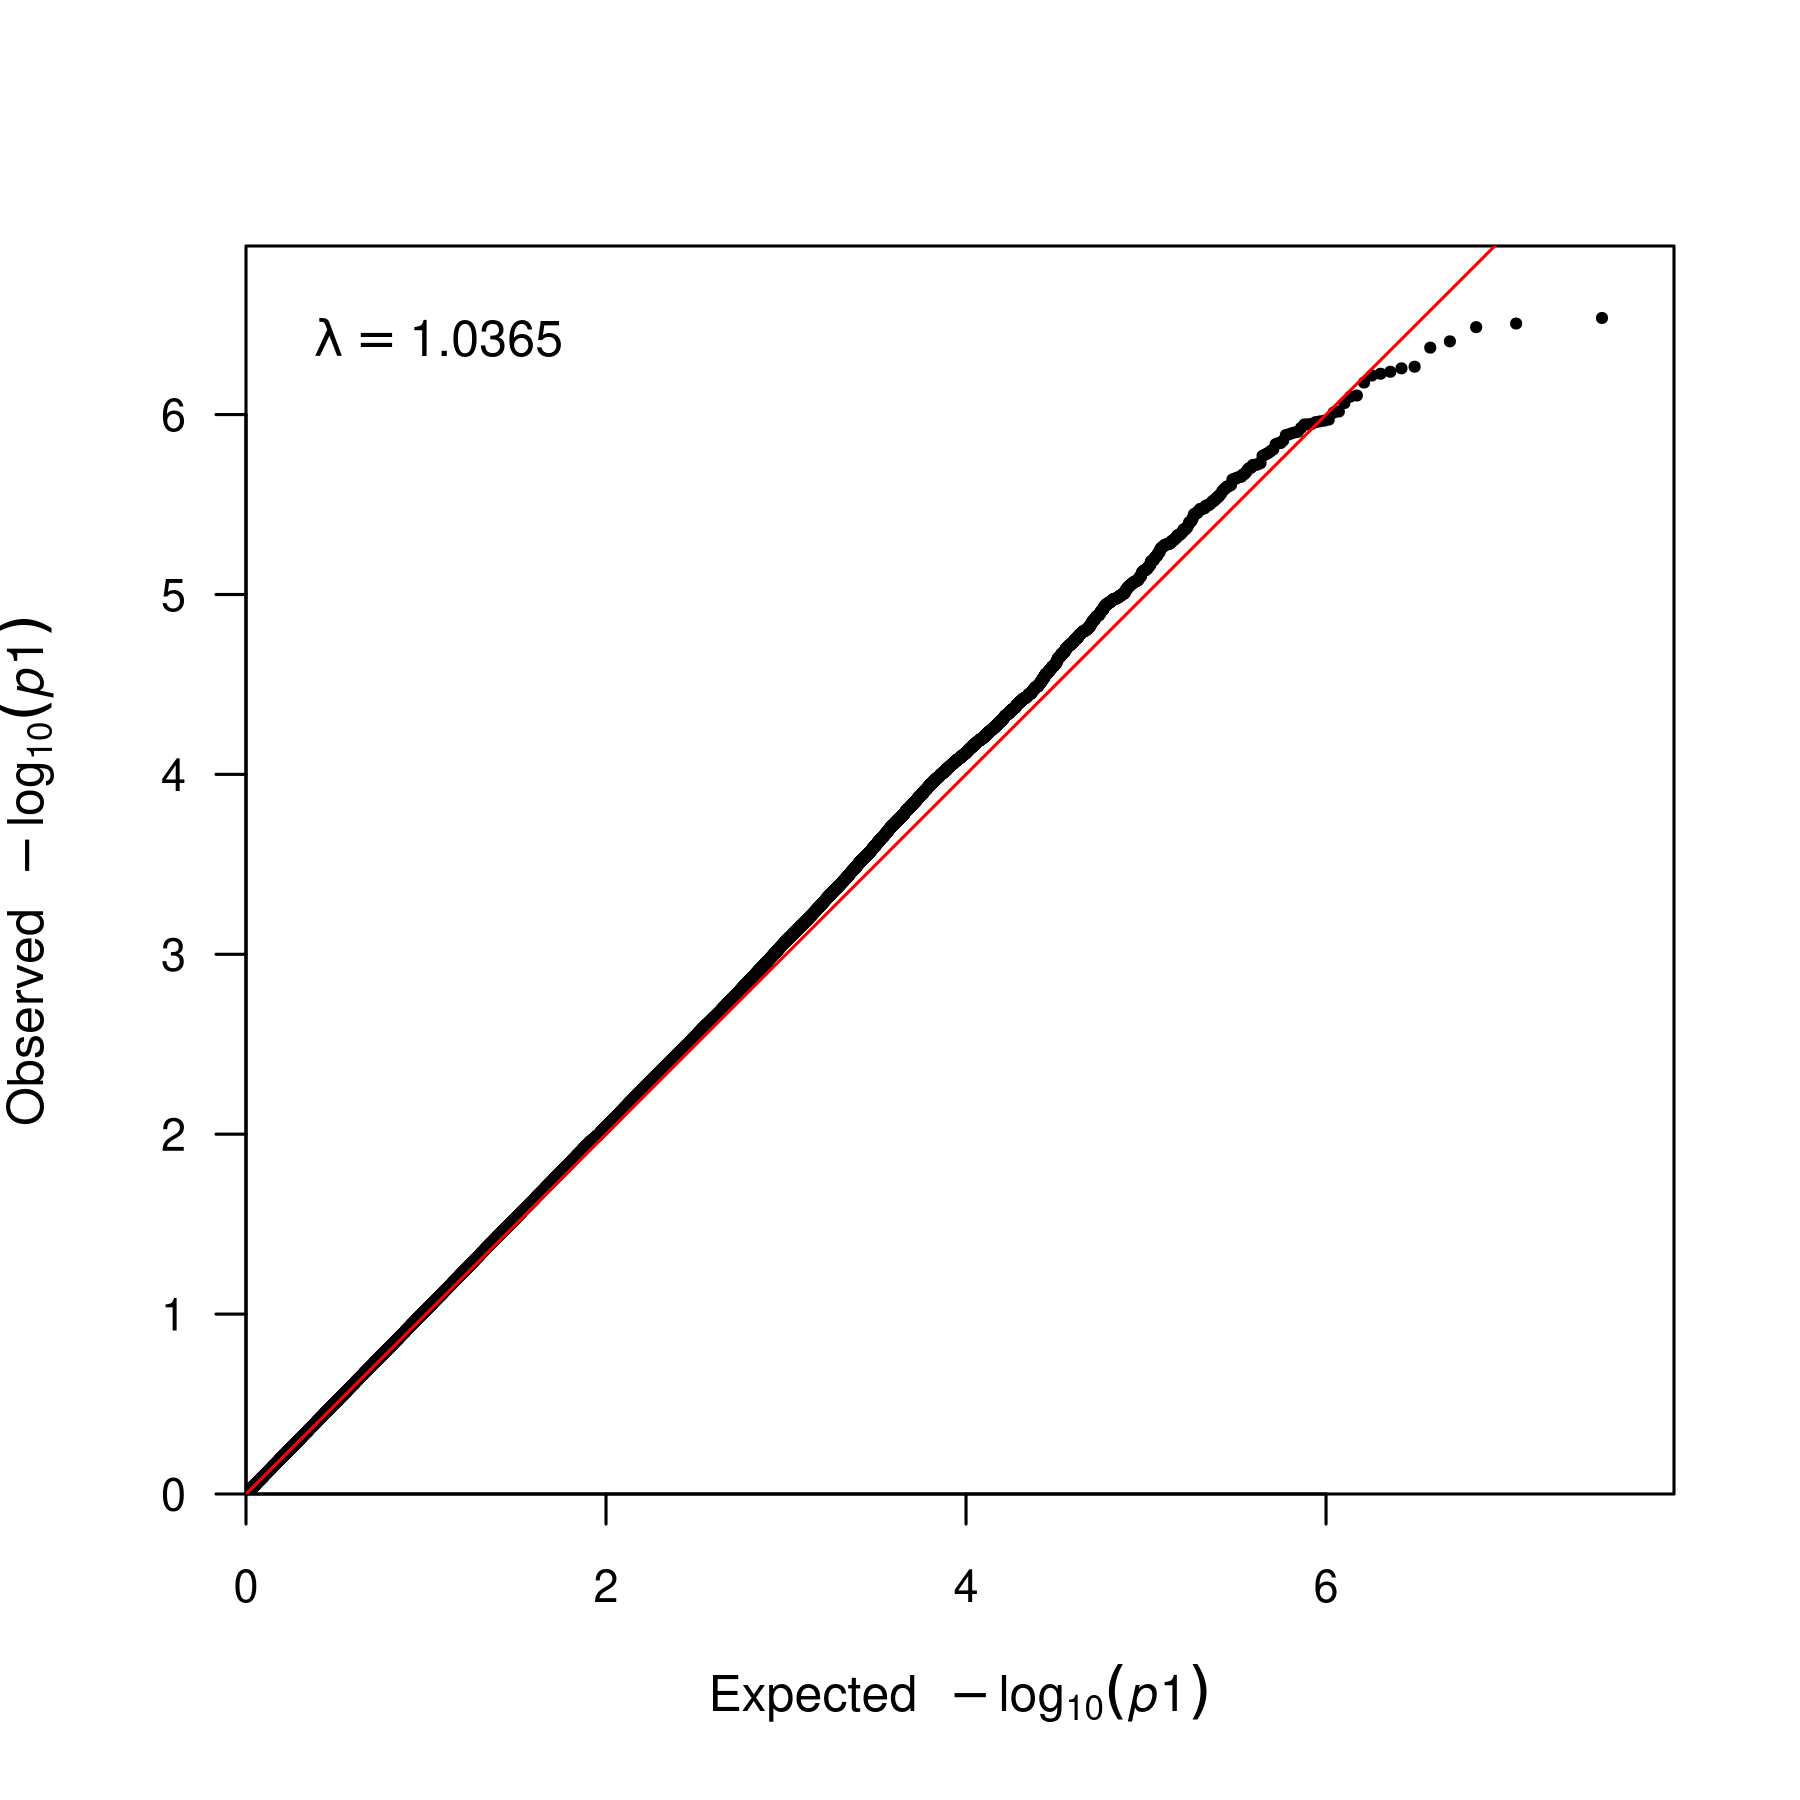 λ = 1.0365
6
5
4
3
2
1
0
Observed −log₁₀(p1)
0 2 4 6
Expected −log₁₀(p1)